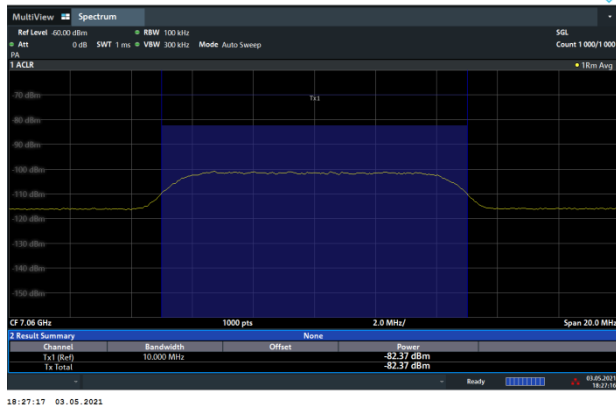 MultiView Spectrum
Ref Level -60.00 dBm RBW 100 kHz SGL
Att 0 dB SWT 1 ms VBW 300 kHz Mode Auto Sweep Count 1000/1000
PA
1 ACLR 1Rm Avg
Tx1
-70 dBm
-80 dBm
-90 dBm
-100 dBm
-110 dBm
-120 dBm
-130 dBm
-140 dBm
-150 dBm
CF 7.06 GHz 1000 pts 2.0 MHz/ Span 20.0 MHz
2 Result Summary None
Channel Bandwidth Offset Power
Tx1 (Ref) 10.000 MHz -82.37 dBm
Tx Total -82.37 dBm
Ready 03.05.2021
18:27:16
18:27:17 03.05.2021